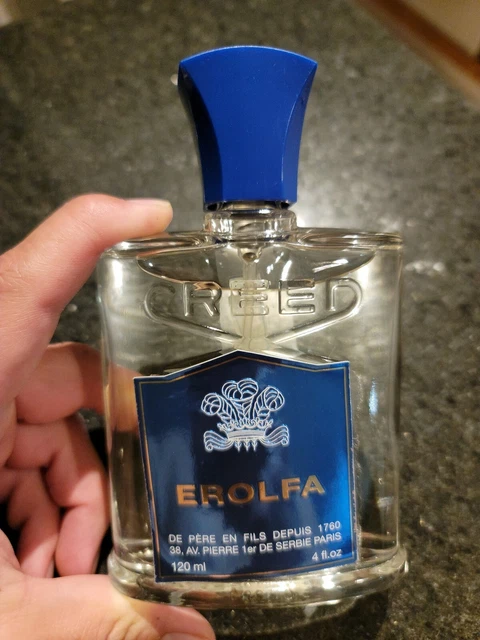 CREED
EROLFA
DE PÈRE EN FILS DEPUIS 1760
38, AV. PIERRE 1er DE SERBIE PARIS
120 ml 4 fl.oz